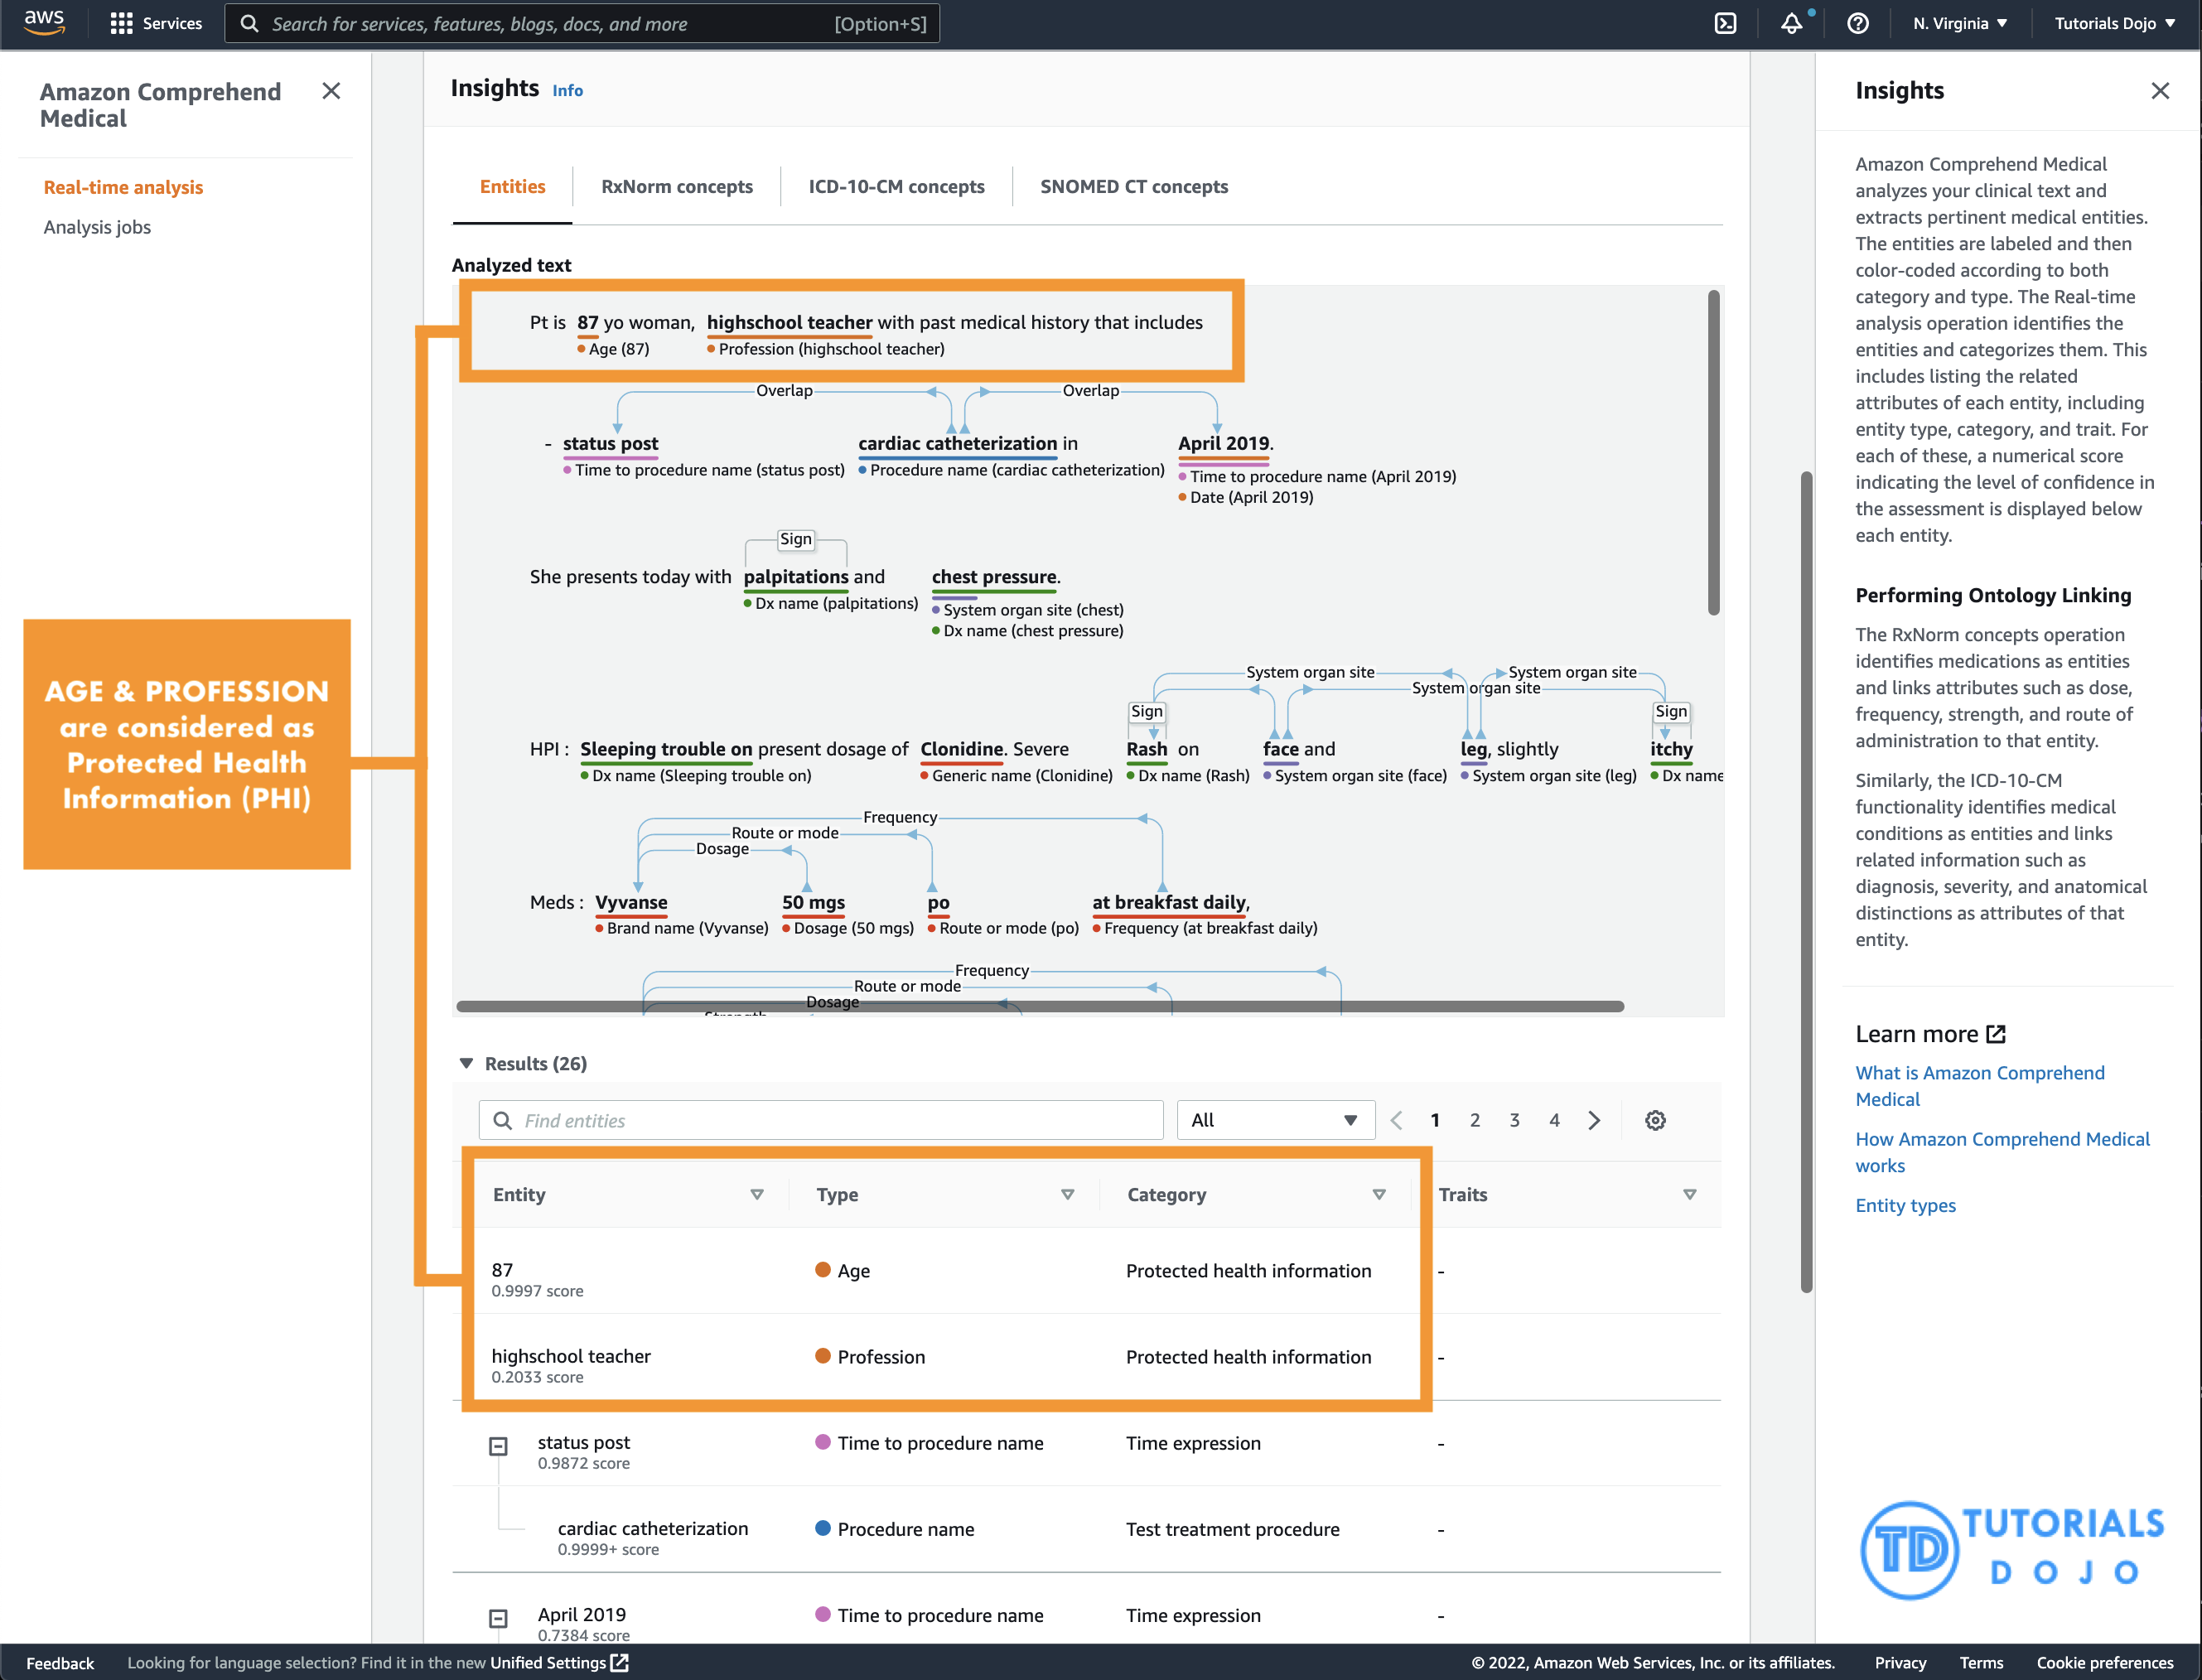 aws
Services
Search for services, features, blogs, docs, and more [Option+S]
N. Virginia
Tutorials Dojo
Amazon Comprehend
Medical
Real-time analysis
Analysis jobs
AGE & PROFESSION
are considered as
Protected Health
Information (PHI)
Insights Info
Entities
RxNorm concepts
ICD-10-CM concepts
SNOMED CT concepts
Analyzed text
Pt is 87 yo woman, highschool teacher with past medical history that includes
Age (87) Profession (highschool teacher)
Overlap Overlap
- status post cardiac catheterization in April 2019.
Time to procedure name (status post) Procedure name (cardiac catheterization) Time to procedure name (April 2019)
Date (April 2019)
Sign
She presents today with palpitations and chest pressure.
Dx name (palpitations) System organ site (chest)
Dx name (chest pressure)
System organ site System organ site
System organ site
Sign Sign
HPI : Sleeping trouble on present dosage of Clonidine. Severe Rash on face and leg, slightly itchy
Dx name (Sleeping trouble on) Generic name (Clonidine) Dx name (Rash) System organ site (face) System organ site (leg) Dx name
Frequency
Route or mode
Dosage
Meds : Vyvanse 50 mgs po at breakfast daily,
Brand name (Vyvanse) Dosage (50 mgs) Route or mode (po) Frequency (at breakfast daily)
Frequency
Route or mode
Dosage
Strength
Results (26)
Find entities
All
1 2 3 4
Entity Type Category Traits
87 Age Protected health information -
0.9997 score
highschool teacher Profession Protected health information -
0.2033 score
status post Time to procedure name Time expression -
0.9872 score
cardiac catheterization Procedure name Test treatment procedure -
0.9999+ score
April 2019 Time to procedure name Time expression -
0.7384 score
Insights
Amazon Comprehend Medical
analyzes your clinical text and
extracts pertinent medical entities.
The entities are labeled and then
color-coded according to both
category and type. The Real-time
analysis operation identifies the
entities and categorizes them. This
includes listing the related
attributes of each entity, including
entity type, category, and trait. For
each of these, a numerical score
indicating the level of confidence in
the assessment is displayed below
each entity.
Performing Ontology Linking
The RxNorm concepts operation
identifies medications as entities
and links attributes such as dose,
frequency, strength, and route of
administration to that entity.
Similarly, the ICD-10-CM
functionality identifies medical
conditions as entities and links
related information such as
diagnosis, severity, and anatomical
distinctions as attributes of that
entity.
Learn more
What is Amazon Comprehend
Medical
How Amazon Comprehend Medical
works
Entity types
TD TUTORIALS
DOJO
Feedback
Looking for language selection? Find it in the new Unified Settings
© 2022, Amazon Web Services, Inc. or its affiliates.
Privacy
Terms
Cookie preferences